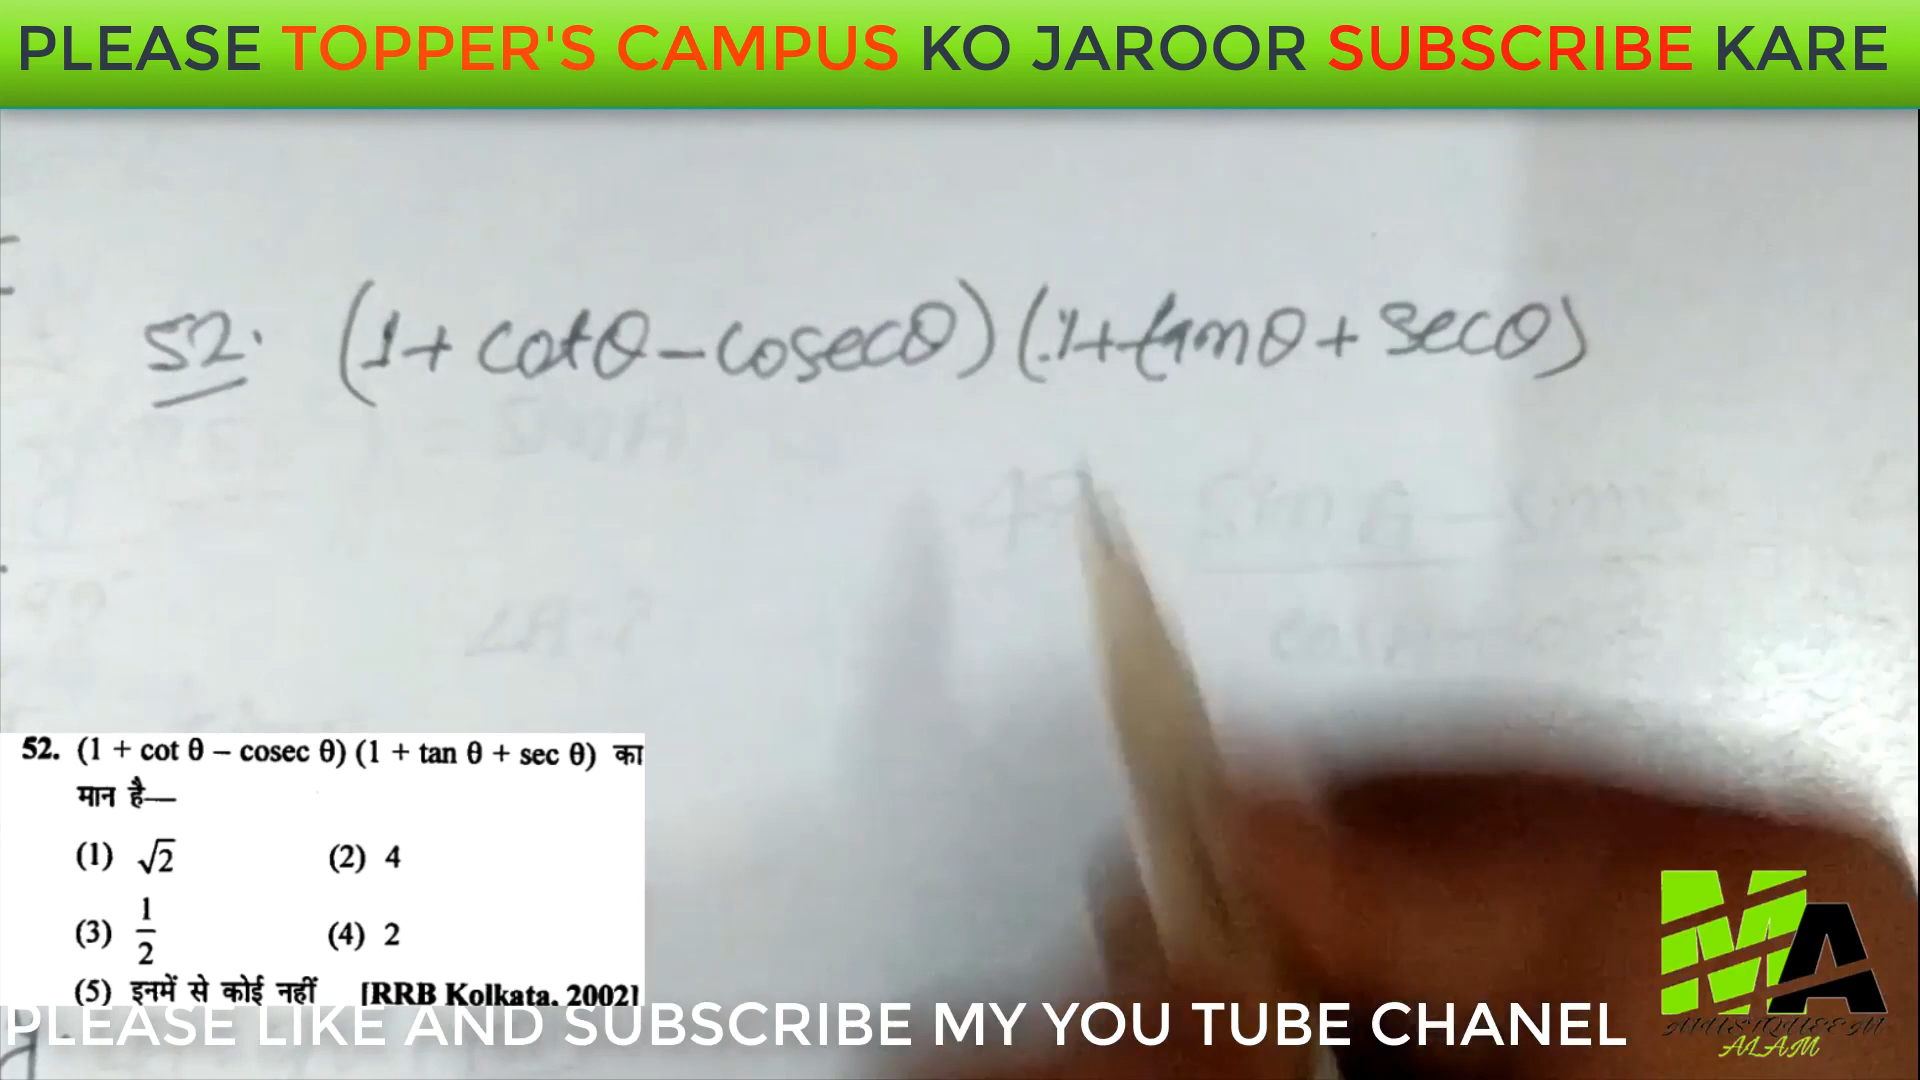 PLEASE TOPPER'S CAMPUS KO JAROOR SUBSCRIBE KARE
52. (1+cotθ-cosecθ)(1+tanθ+secθ)
52. (1 + cot θ – cosec θ) (1 + tan θ + sec θ) का
मान है—
(1) √2 (2) 4
(3) 1/2 (4) 2
(5) इनमें से कोई नहीं [RRB Kolkata, 2002]
PLEASE LIKE AND SUBSCRIBE MY YOU TUBE CHANEL
MA
ALAM